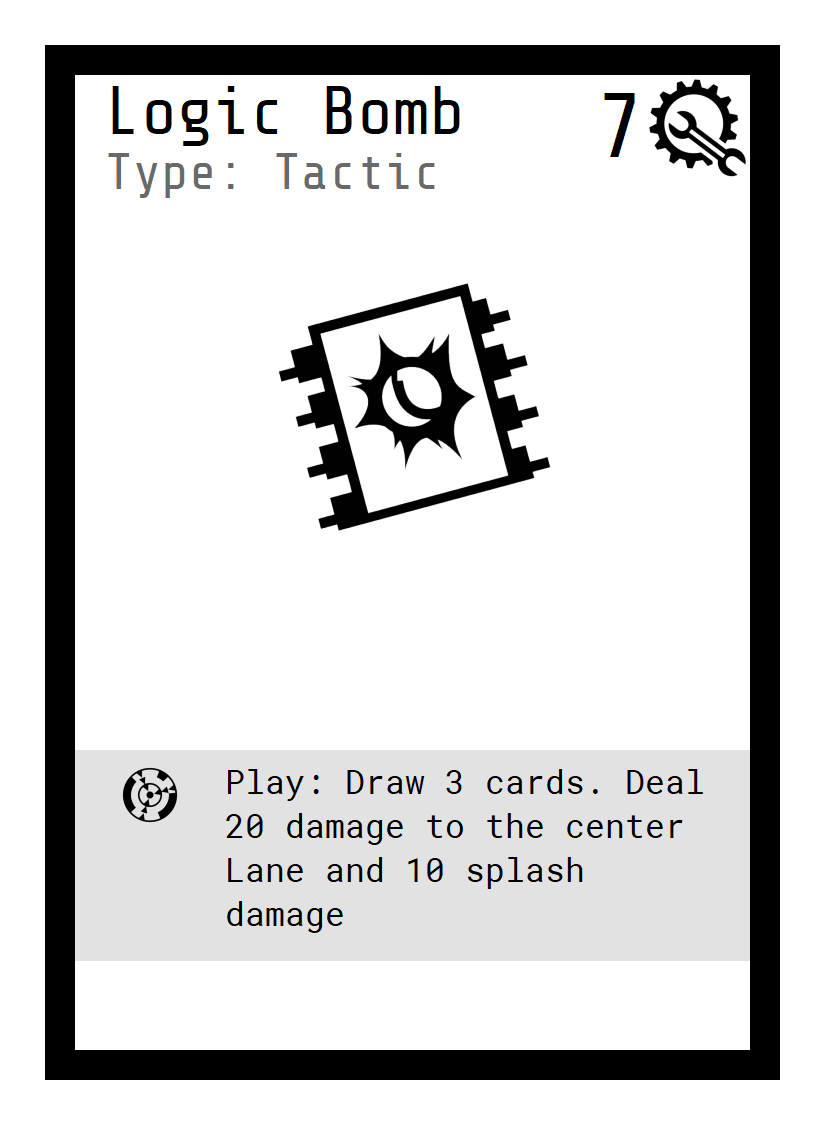 Logic Bomb
7
Type: Tactic
Play: Draw 3 cards. Deal
20 damage to the center
Lane and 10 splash
damage